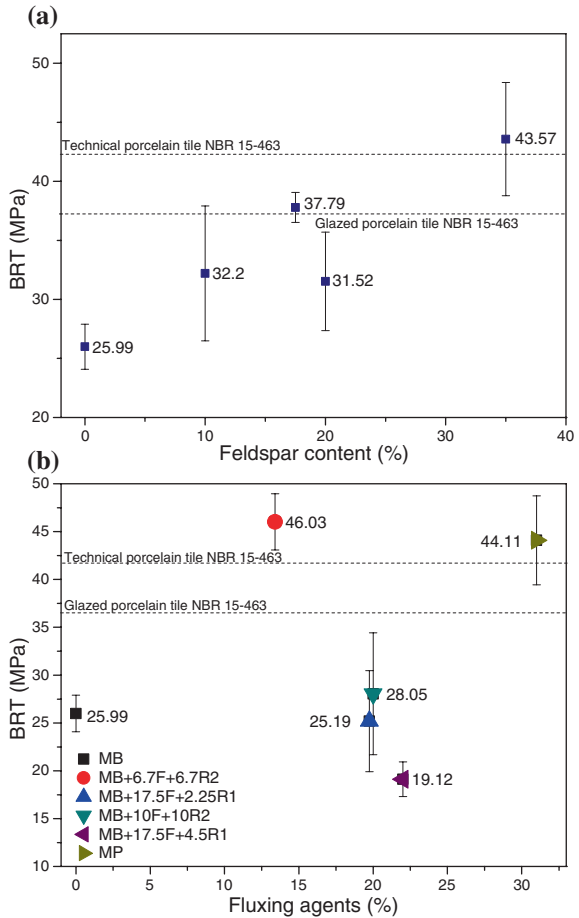 (a)
50
Technical porcelain tile NBR 15-463
43.57
40
37.79
Glazed porcelain tile NBR 15-463
BRT (MPa)
32.2
31.52
30
25.99
20
0 10 20 30 40
Feldspar content (%)
(b)
50
46.03
45
44.11
Technical porcelain tile NBR 15-463
40
Glazed porcelain tile NBR 15-463
35
BRT (MPa)
30
28.05
25.99
25.19
25
20
19.12
MB
MB+6.7F+6.7R2
MB+17.5F+2.25R1
15
MB+10F+10R2
MB+17.5F+4.5R1
MP
10
0 5 10 15 20 25 30
Fluxing agents (%)